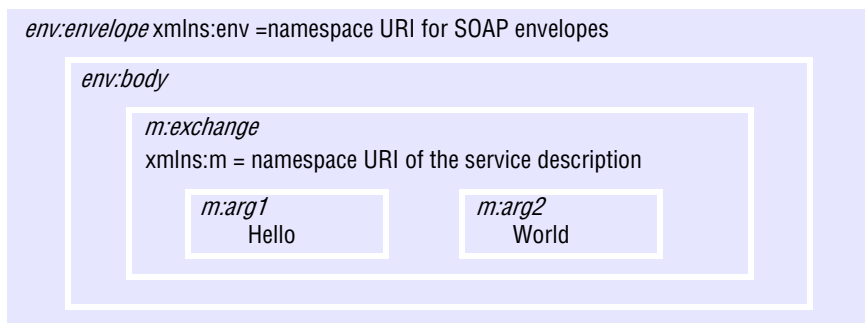 env:envelope xmlns:env =namespace URI for SOAP envelopes
env:body
m:exchange
xmlns:m = namespace URI of the service description
m:arg1
Hello
m:arg2
World